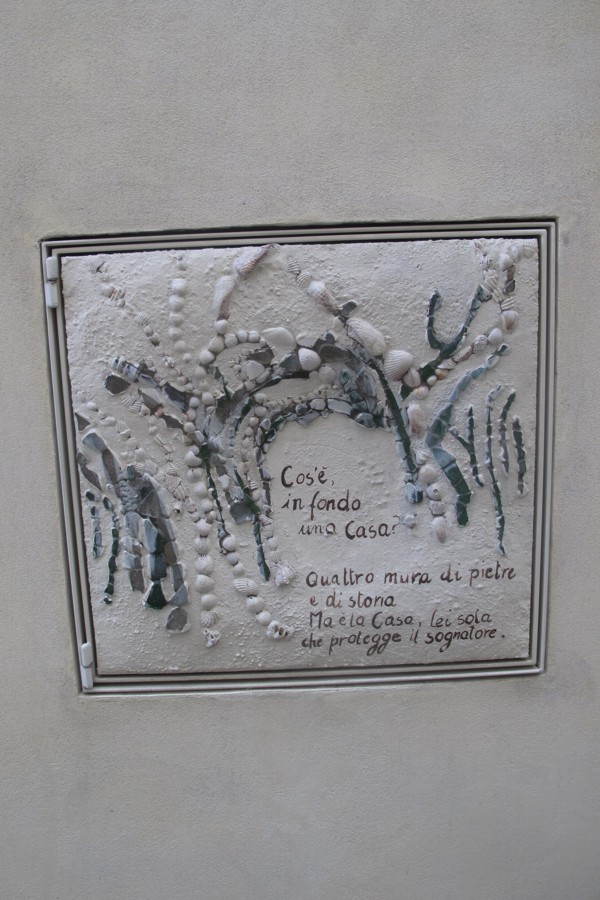 Cos'è,
in fondo
una Casa?
Quattro mura di pietre
e di storia
Ma è la Casa, lei sola
che protegge il sognatore.